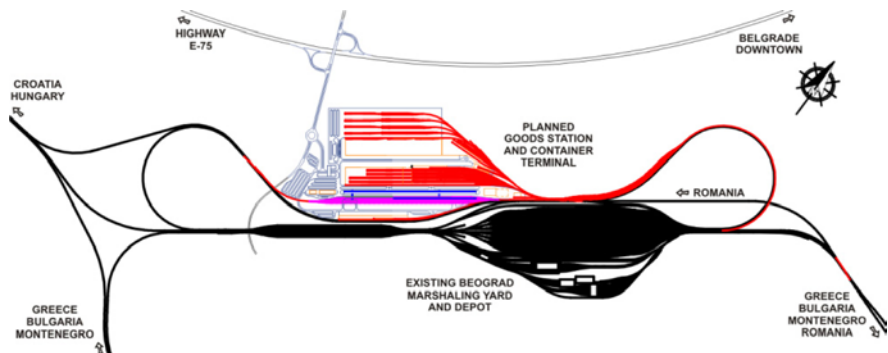 HIGHWAY
E-75
BELGRADE
DOWNTOWN
CROATIA
HUNGARY
PLANNED
GOODS STATION
AND CONTAINER
TERMINAL
ROMANIA
EXISTING BEOGRAD
MARSHALING YARD
AND DEPOT
GREECE
BULGARIA
MONTENEGRO
GREECE
BULGARIA
MONTENEGRO
ROMANIA